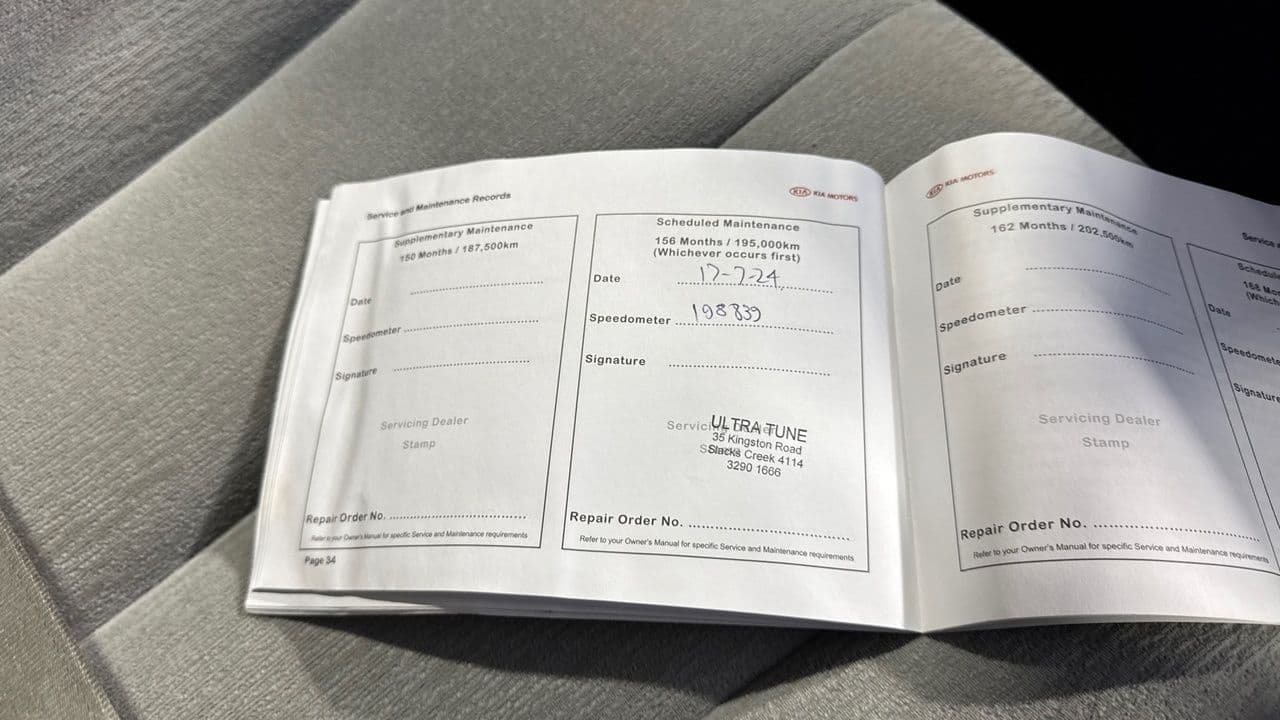 Service and Maintenance Records
KIA KIA MOTORS
Supplementary Maintenance
150 Months / 187,500km
Date
Speedometer
Signature
Servicing Dealer
Stamp
Repair Order No.
Refer to your Owner's Manual for specific Service and Maintenance requirements
Page 34
Scheduled Maintenance
156 Months / 195,000km
(Whichever occurs first)
Date 17-7-24
Speedometer 198839
Signature
Servicing Dealer
ULTRA TUNE
35 Kingston Road
Slacks Creek 4114
3290 1666
Repair Order No.
Refer to your Owner's Manual for specific Service and Maintenance requirements
KIA KIA MOTORS
Supplementary Maintenance
162 Months / 202,500km
Date
Speedometer
Signature
Servicing Dealer
Stamp
Repair Order No.
Refer to your Owner's Manual for specific Service and Maintenance requirements
Service
Date
Signature